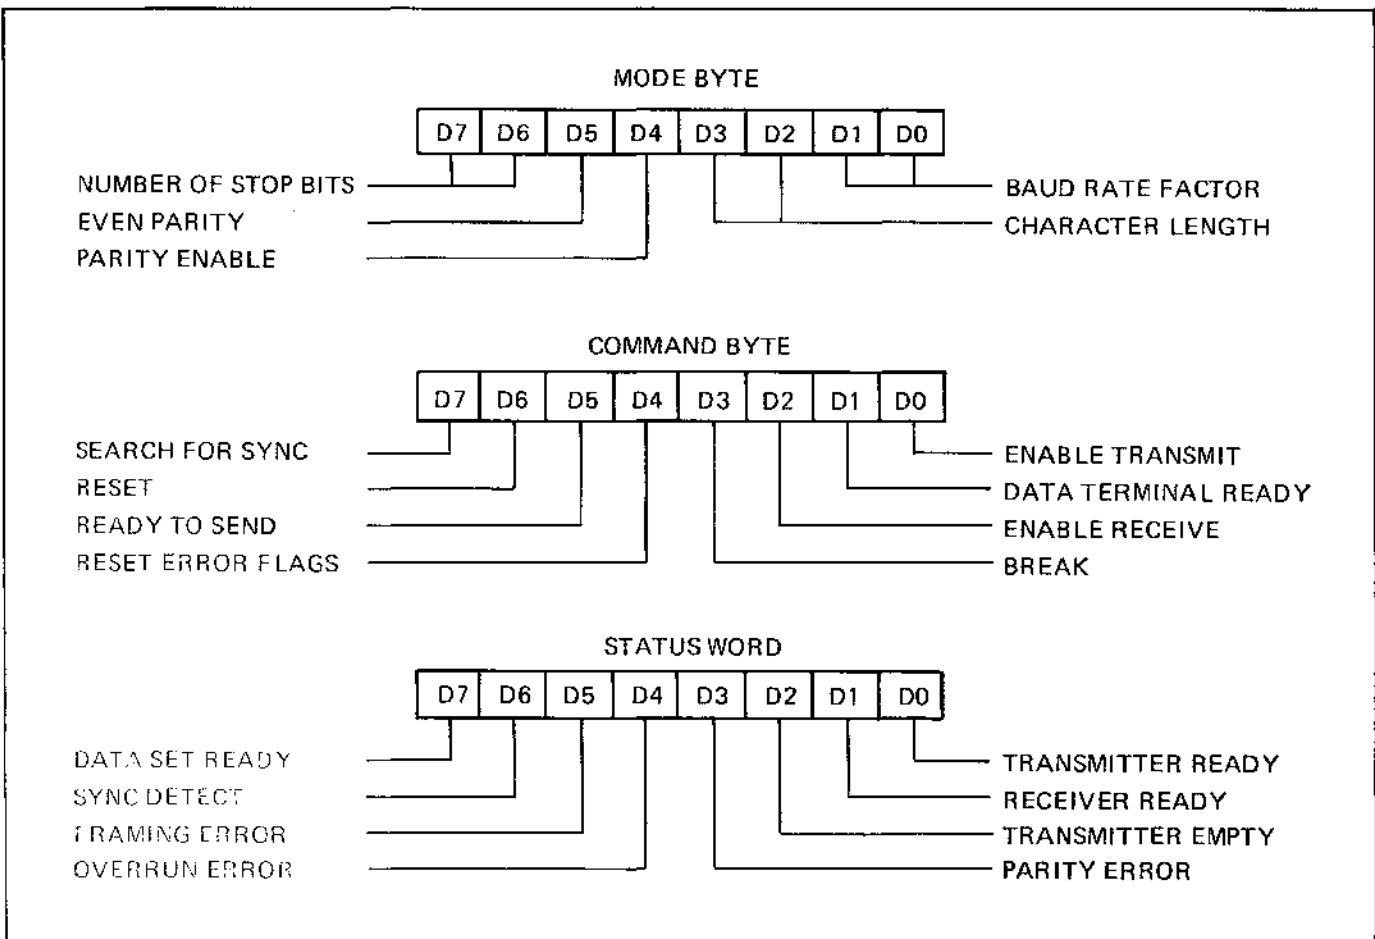 MODE BYTE
D7 D6 D5 D4 D3 D2 D1 D0
NUMBER OF STOP BITS
EVEN PARITY
PARITY ENABLE
BAUD RATE FACTOR
CHARACTER LENGTH
COMMAND BYTE
D7 D6 D5 D4 D3 D2 D1 D0
SEARCH FOR SYNC
RESET
READY TO SEND
RESET ERROR FLAGS
ENABLE TRANSMIT
DATA TERMINAL READY
ENABLE RECEIVE
BREAK
STATUS WORD
D7 D6 D5 D4 D3 D2 D1 D0
DATA SET READY
SYNC DETECT
FRAMING ERROR
OVERRUN ERROR
TRANSMITTER READY
RECEIVER READY
TRANSMITTER EMPTY
PARITY ERROR